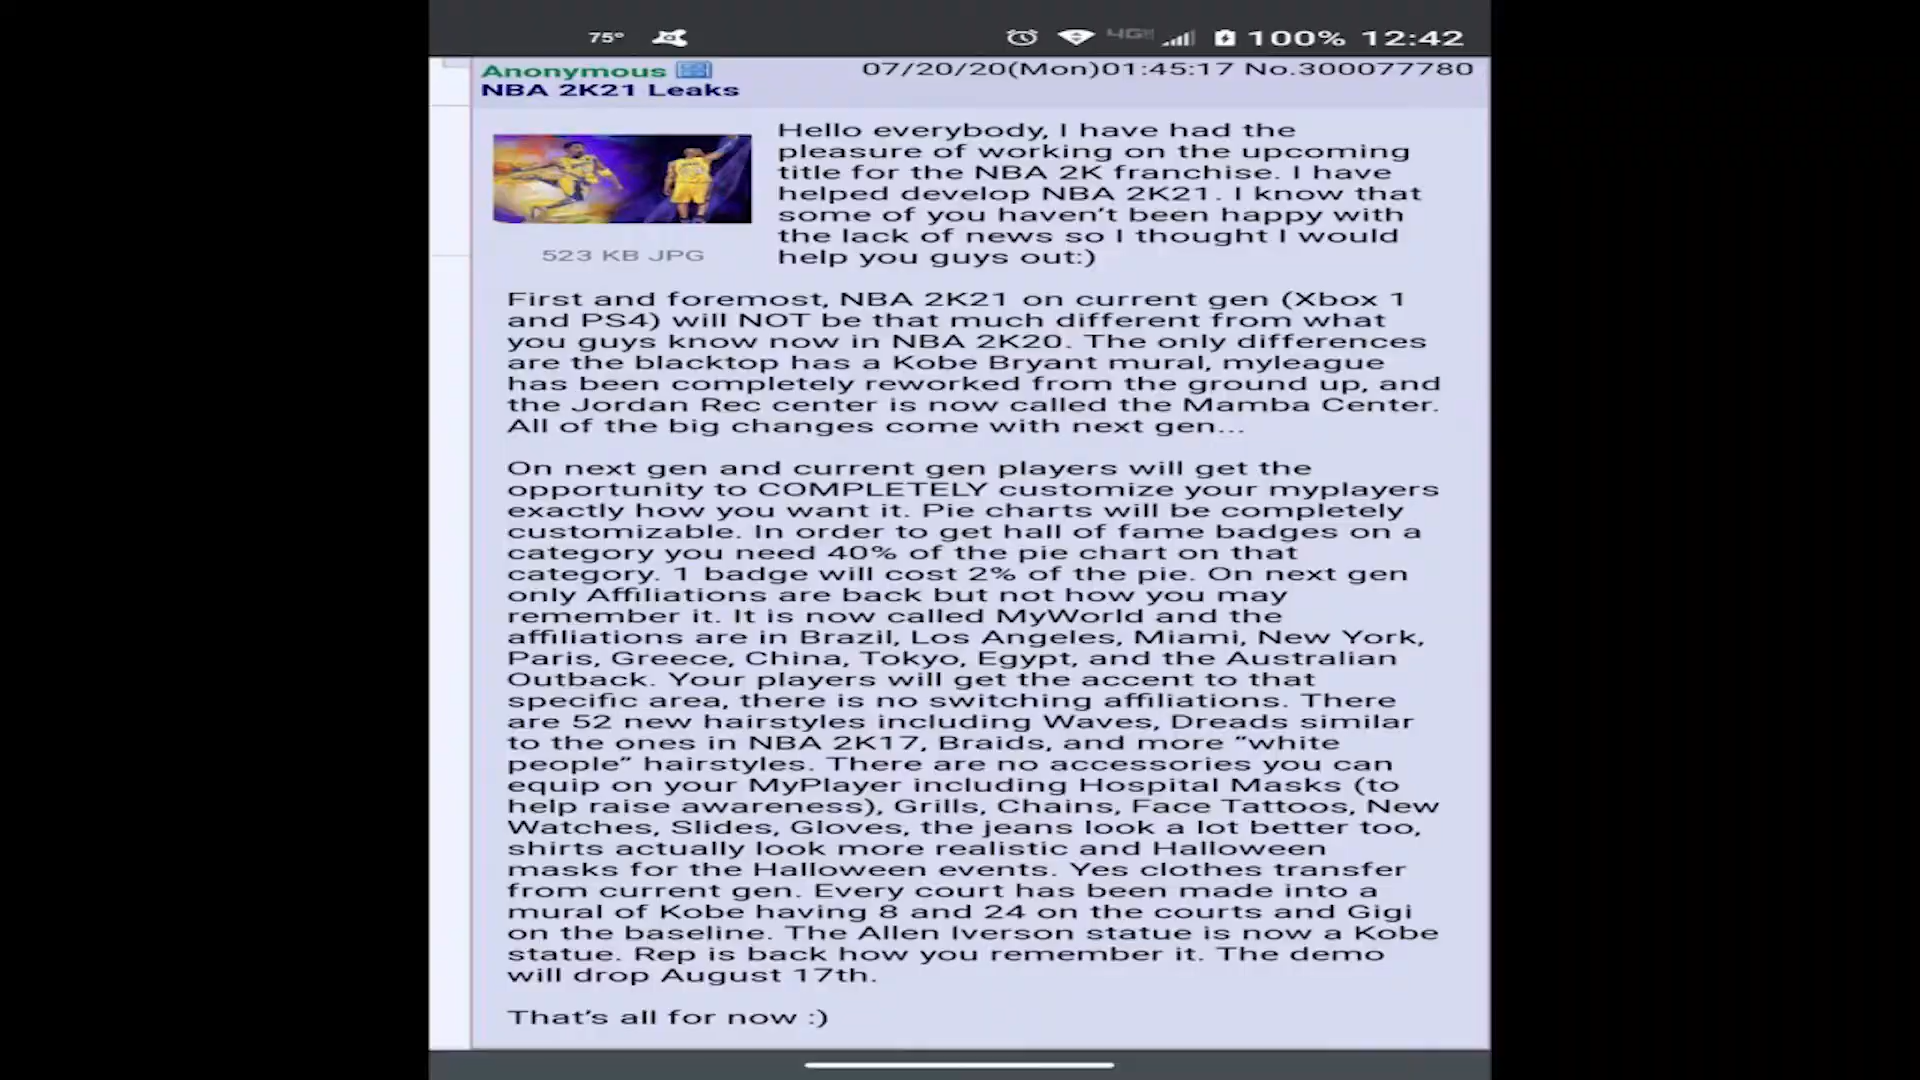 75°
4G
100% 12:42
Anonymous
07/20/20(Mon)01:45:17 No.300077780
NBA 2K21 Leaks
Hello everybody, I have had the
pleasure of working on the upcoming
title for the NBA 2K franchise. I have
helped develop NBA 2K21. I know that
some of you haven't been happy with
the lack of news so I thought I would
help you guys out:)
523 KB JPG
First and foremost, NBA 2K21 on current gen (Xbox 1
and PS4) will NOT be that much different from what
you guys know now in NBA 2K20. The only differences
are the blacktop has a Kobe Bryant mural, myleague
has been completely reworked from the ground up, and
the Jordan Rec center is now called the Mamba Center.
All of the big changes come with next gen...
On next gen and current gen players will get the
opportunity to COMPLETELY customize your myplayers
exactly how you want it. Pie charts will be completely
customizable. In order to get hall of fame badges on a
category you need 40% of the pie chart on that
category. 1 badge will cost 2% of the pie. On next gen
only Affiliations are back but not how you may
remember it. It is now called MyWorld and the
affiliations are in Brazil, Los Angeles, Miami, New York,
Paris, Greece, China, Tokyo, Egypt, and the Australian
Outback. Your players will get the accent to that
specific area, there is no switching affiliations. There
are 52 new hairstyles including Waves, Dreads similar
to the ones in NBA 2K17, Braids, and more “white
people” hairstyles. There are no accessories you can
equip on your MyPlayer including Hospital Masks (to
help raise awareness), Grills, Chains, Face Tattoos, New
Watches, Slides, Gloves, the jeans look a lot better too,
shirts actually look more realistic and Halloween
masks for the Halloween events. Yes clothes transfer
from current gen. Every court has been made into a
mural of Kobe having 8 and 24 on the courts and Gigi
on the baseline. The Allen Iverson statue is now a Kobe
statue. Rep is back how you remember it. The demo
will drop August 17th.
That's all for now :)